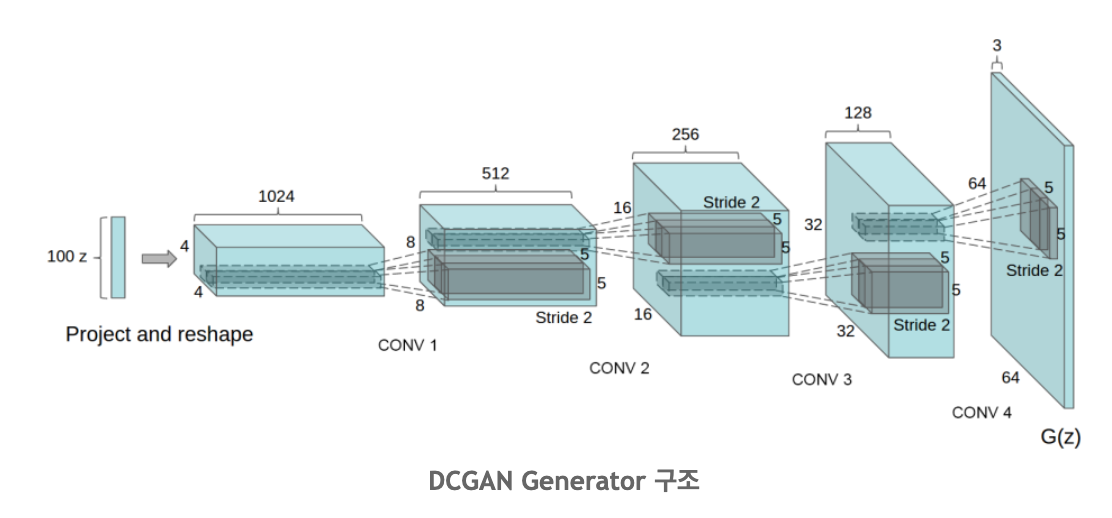 3
128
256
512
1024
64
5
5
Stride 2
16
5
5
32
4
8
5
5
100 z
4
5
5
8
Stride 2
16
Stride 2
32
Stride 2
Project and reshape
CONV 1
CONV 2
CONV 3
64
CONV 4
G(z)
DCGAN Generator 구조